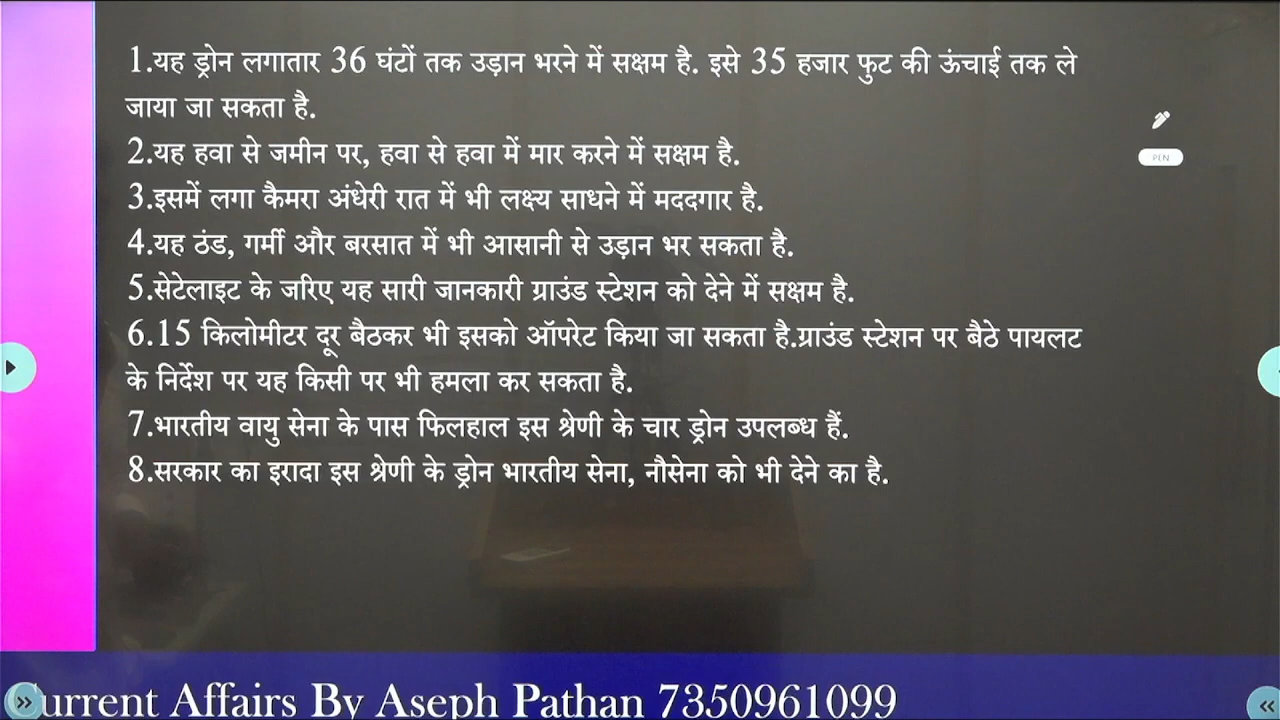 1.यह ड्रोन लगातार 36 घंटों तक उड़ान भरने में सक्षम है. इसे 35 हजार फुट की ऊंचाई तक ले
जाया जा सकता है.
2.यह हवा से जमीन पर, हवा से हवा में मार करने में सक्षम है.
PEN
3.इसमें लगा कैमरा अंधेरी रात में भी लक्ष्य साधने में मददगार है.
4.यह ठंड, गर्मी और बरसात में भी आसानी से उड़ान भर सकता है.
5.सेटेलाइट के जरिए यह सारी जानकारी ग्राउंड स्टेशन को देने में सक्षम है.
6.15 किलोमीटर दूर बैठकर भी इसको ऑपरेट किया जा सकता है.ग्राउंड स्टेशन पर बैठे पायलट
के निर्देश पर यह किसी पर भी हमला कर सकता है.
7.भारतीय वायु सेना के पास फिलहाल इस श्रेणी के चार ड्रोन उपलब्ध हैं.
8.सरकार का इरादा इस श्रेणी के ड्रोन भारतीय सेना, नौसेना को भी देने का है.
urrent Affairs By Aseph Pathan 7350961099